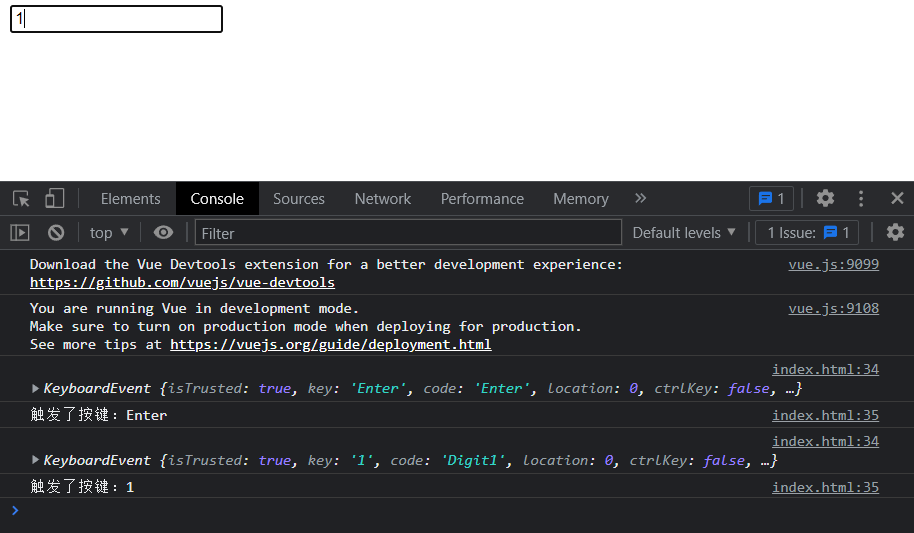 1
Elements Console Sources Network Performance Memory 1
top Filter Default levels 1 Issue: 1
Download the Vue Devtools extension for a better development experience: vue.js:9099
https://github.com/vuejs/vue-devtools
You are running Vue in development mode. vue.js:9108
Make sure to turn on production mode when deploying for production.
See more tips at https://vuejs.org/guide/deployment.html
index.html:34
KeyboardEvent {isTrusted: true, key: 'Enter', code: 'Enter', location: 0, ctrlKey: false, …}
触发了按键：Enter index.html:35
index.html:34
KeyboardEvent {isTrusted: true, key: '1', code: 'Digit1', location: 0, ctrlKey: false, …}
触发了按键：1 index.html:35